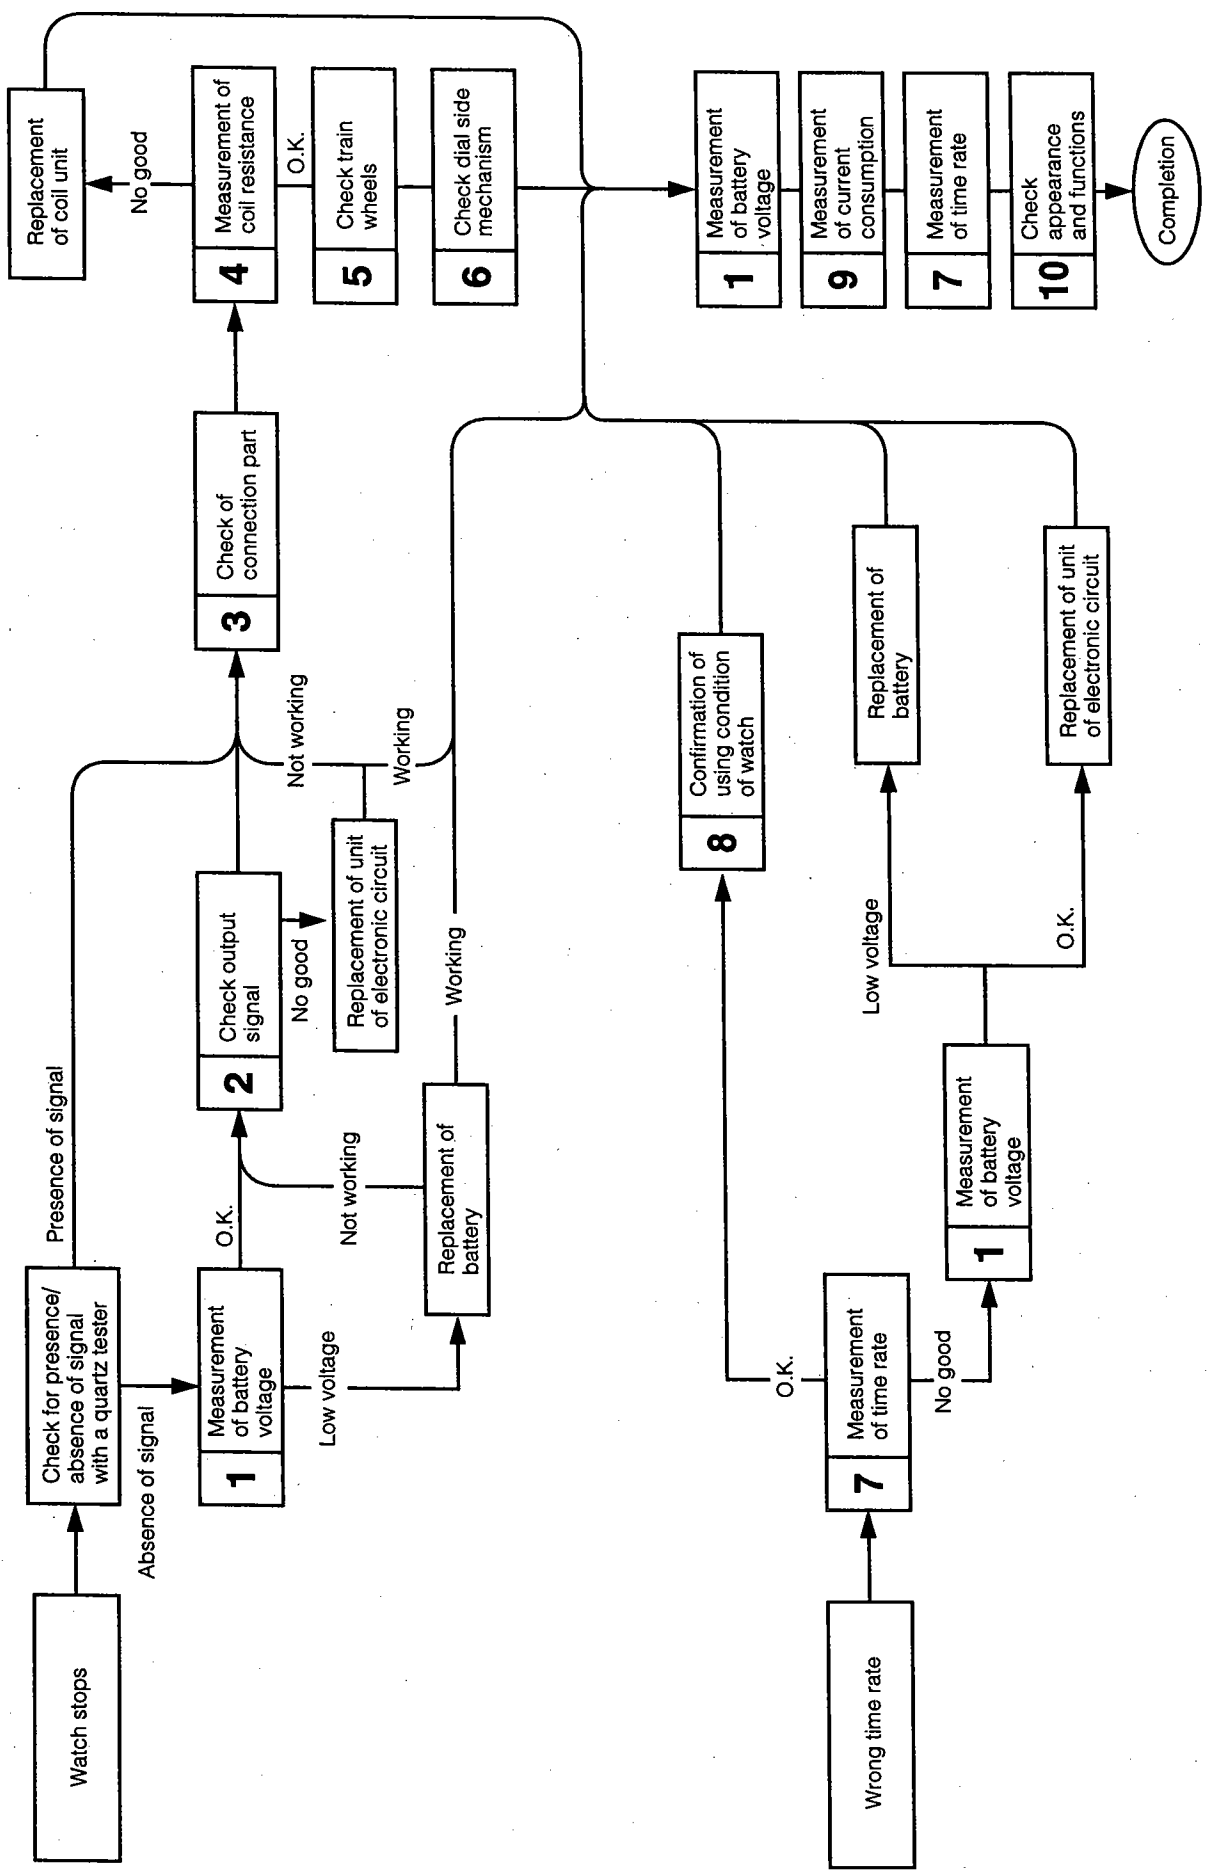 Watch stops
Check for presence/
absence of signal
with a quartz tester
Presence of signal
Absence of signal
1
Measurement
of battery
voltage
O.K.
Low voltage
Replacement of
battery
Not working
Working
2
Check output
signal
No good
Replacement of unit
of electronic circuit
Not working
Working
3
Check of
connection part
4
Measurement of
coil resistance
No good
Replacement
of coil unit
O.K.
5
Check train
wheels
6
Check dial side
mechanism
Wrong time rate
7
Measurement
of time rate
O.K.
No good
8
Confirmation of
using condition
of watch
1
Measurement
of battery
voltage
Low voltage
O.K.
Replacement of
battery
Replacement of unit
of electronic circuit
1
Measurement
of battery
voltage
9
Measurement
of current
consumption
7
Measurement
of time rate
10
Check
appearance
and functions
Completion